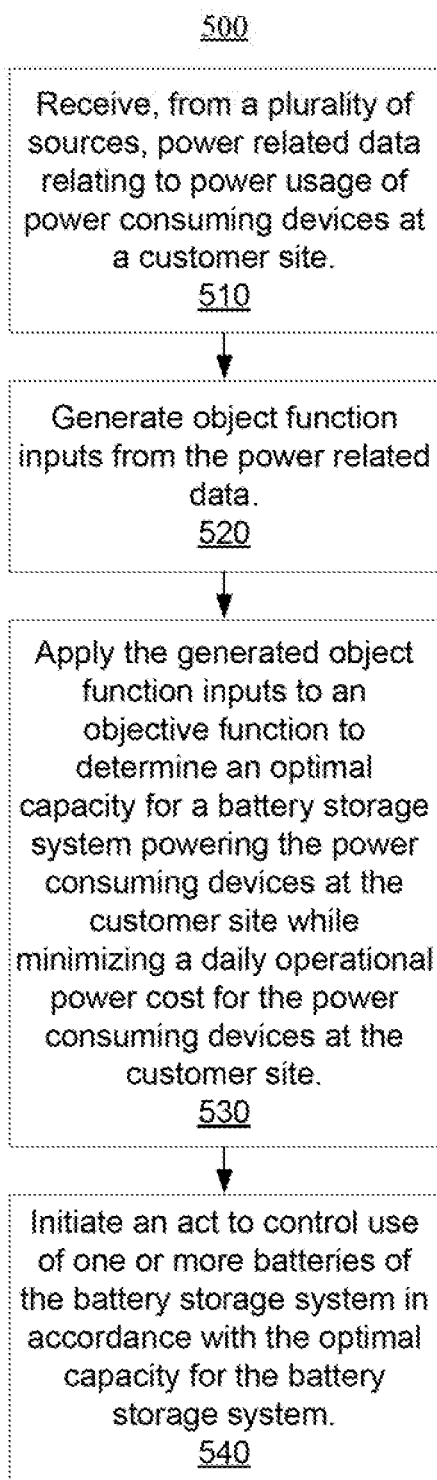 500
Receive, from a plurality of
sources, power related data
relating to power usage of
power consuming devices at
a customer site.
510
Generate object function
inputs from the power related
data.
520
Apply the generated object
function inputs to an
objective function to
determine an optimal
capacity for a battery storage
system powering the power
consuming devices at the
customer site while
minimizing a daily operational
power cost for the power
consuming devices at the
customer site.
530
Initiate an act to control use
of one or more batteries of
the battery storage system in
accordance with the optimal
capacity for the battery
storage system.
540